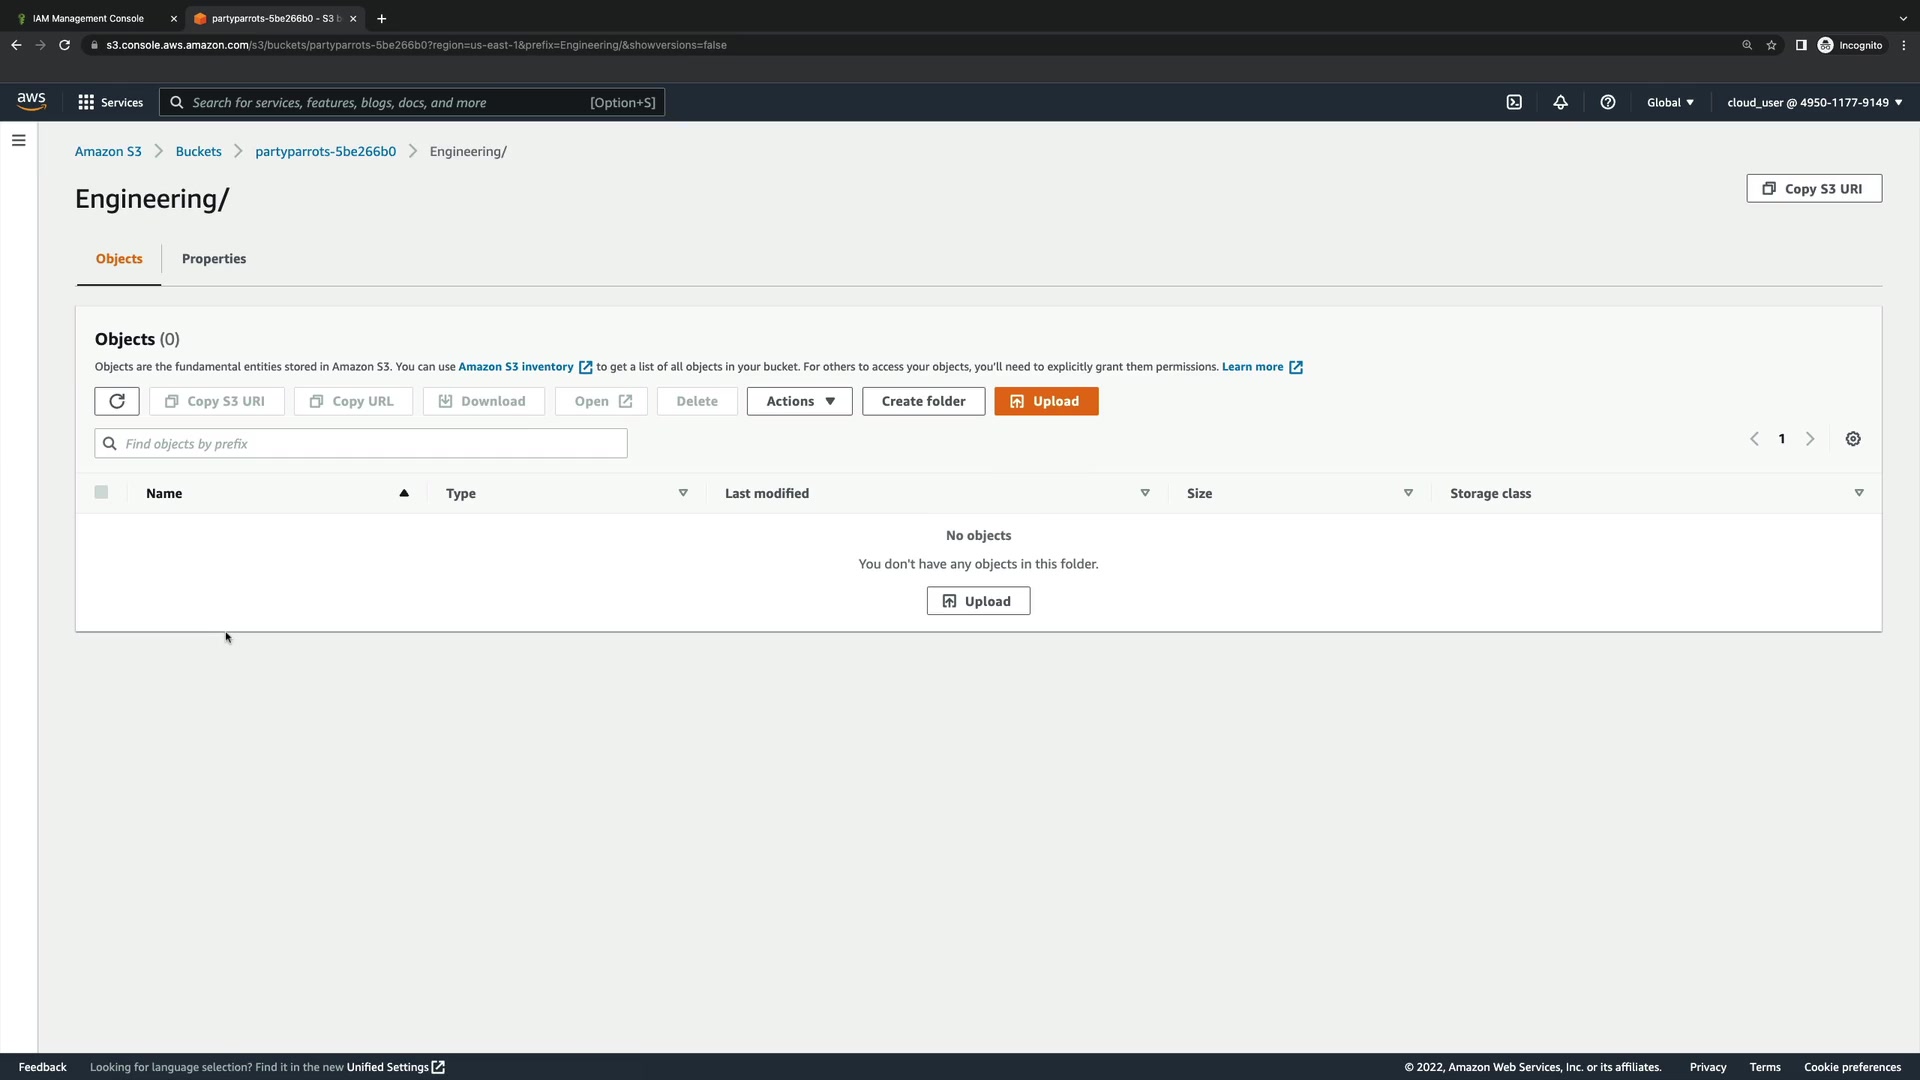 IAM Management Console
partyparrots-5be266b0 - S3 b
s3.console.aws.amazon.com/s3/buckets/partyparrots-5be266b0?region=us-east-1&prefix=Engineering/&showversions=false
Incognito
aws
Services
Search for services, features, blogs, docs, and more
[Option+S]
Global
cloud_user @ 4950-1177-9149
Amazon S3
Buckets
partyparrots-5be266b0
Engineering/
Engineering/
Copy S3 URI
Objects
Properties
Objects (0)
Objects are the fundamental entities stored in Amazon S3. You can use Amazon S3 inventory to get a list of all objects in your bucket. For others to access your objects, you'll need to explicitly grant them permissions. Learn more
Copy S3 URI
Copy URL
Download
Open
Delete
Actions
Create folder
Upload
Find objects by prefix
1
Name
Type
Last modified
Size
Storage class
No objects
You don't have any objects in this folder.
Upload
Feedback
Looking for language selection? Find it in the new Unified Settings
© 2022, Amazon Web Services, Inc. or its affiliates.
Privacy
Terms
Cookie preferences